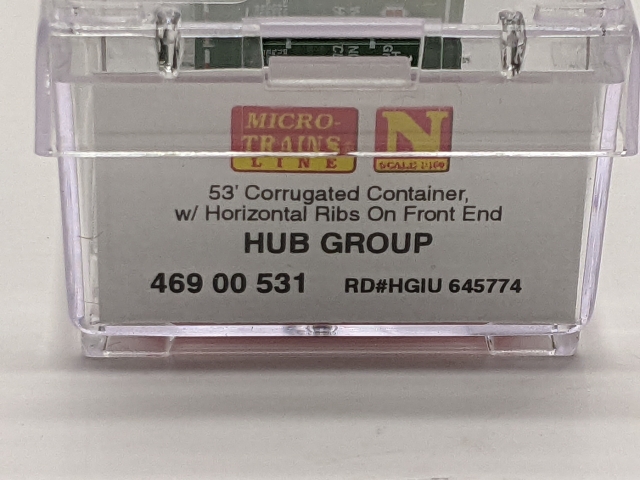 MICRO-
TRAINS
LINE
N
SCALE 1:160
53' Corrugated Container,
w/ Horizontal Ribs On Front End
HUB GROUP
469 00 531 RD#HGIU 645774